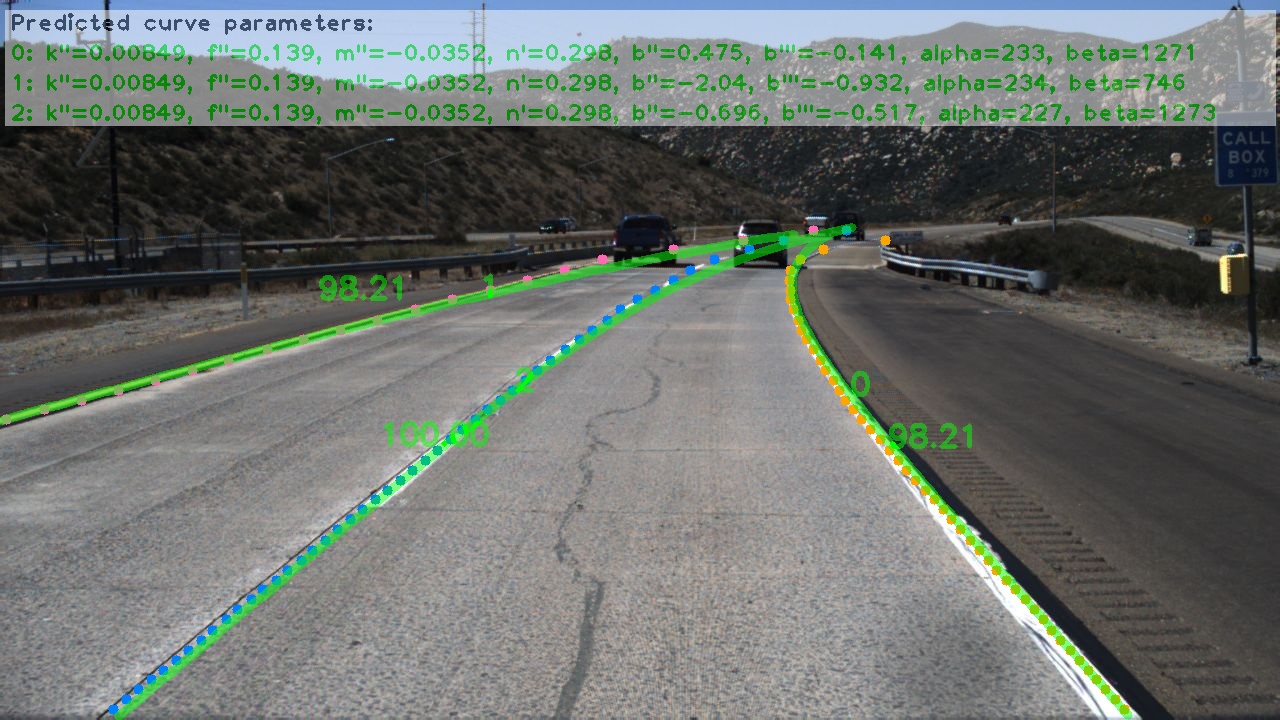 Predicted curve parameters:
0: k''=0.00849, f''=0.139, m''=−0.0352, n'=0.298, b''=0.475, b'''=−0.141, alpha=233, beta=1271
1: k''=0.00849, f''=0.139, m''=−0.0352, n'=0.298, b''=−2.04, b'''=−0.932, alpha=234, beta=746
2: k''=0.00849, f''=0.139, m''=−0.0352, n'=0.298, b''=−0.696, b'''=−0.517, alpha=227, beta=1273
CALL
BOX
8 379
98.21
1
2
0
100.00
98.21